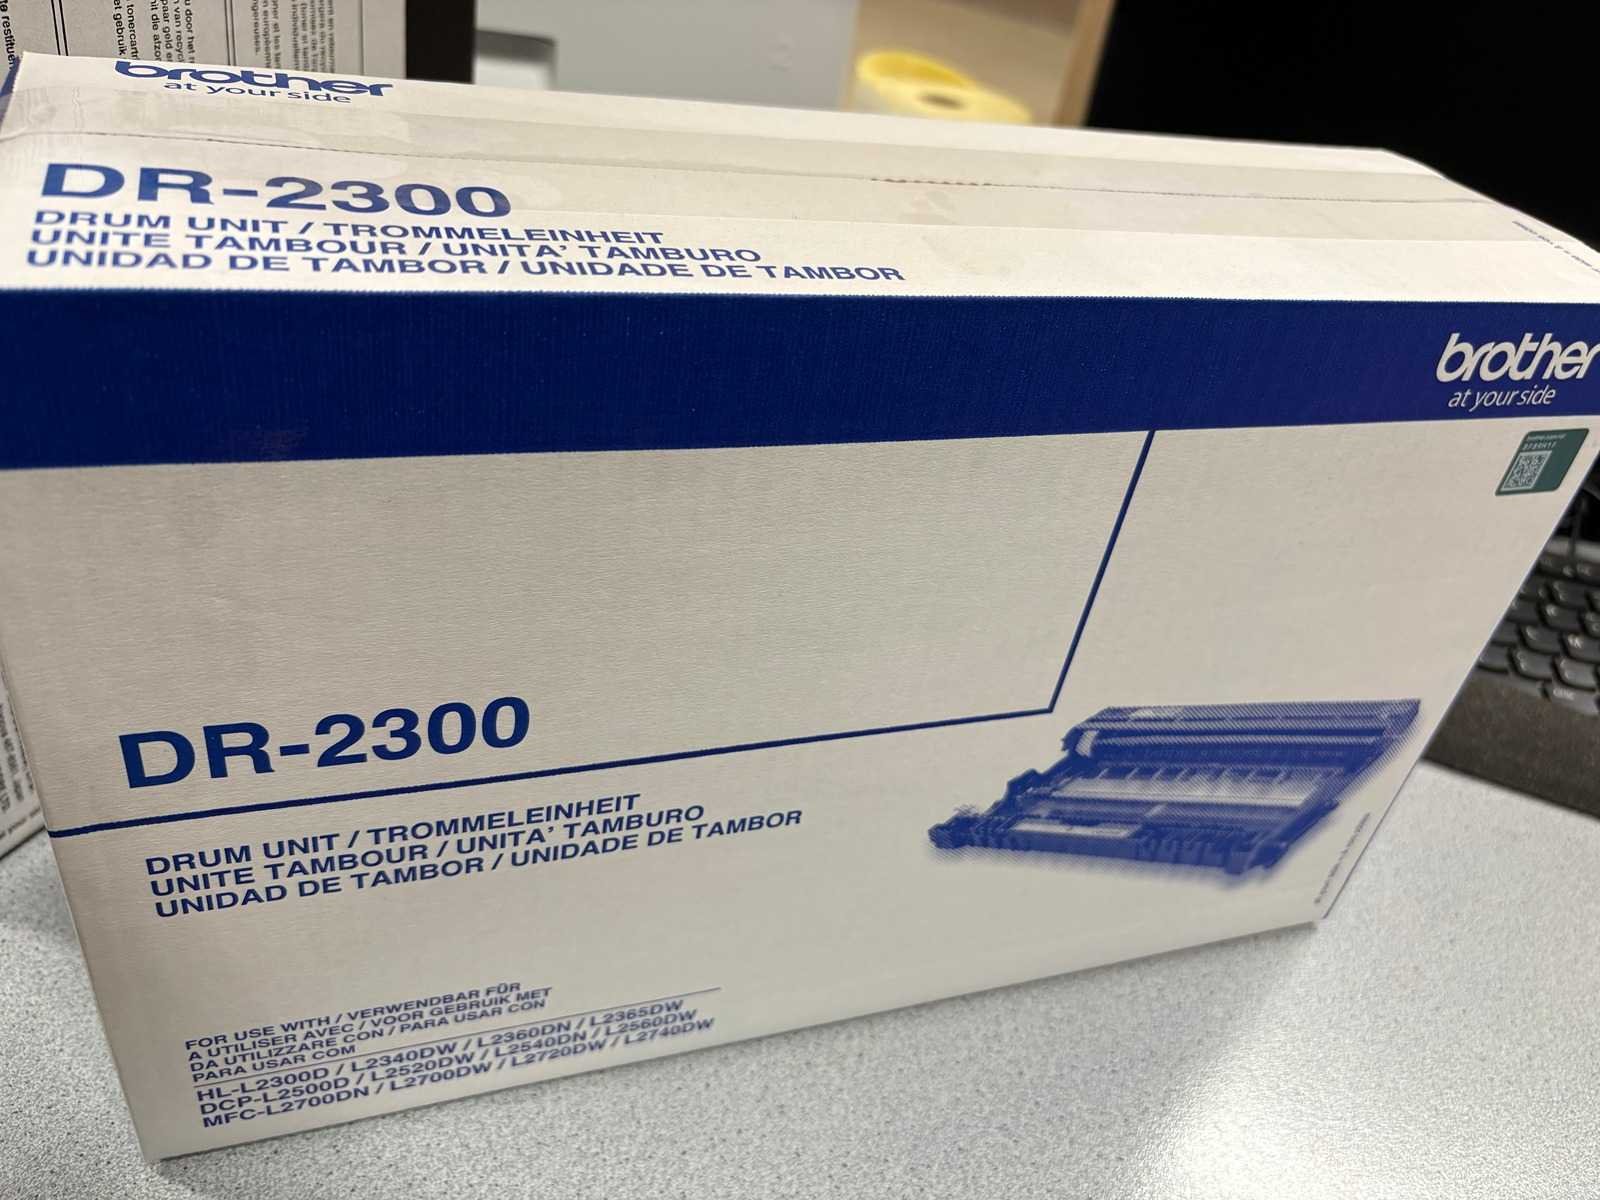 brother
at your side
DR-2300
DRUM UNIT / TROMMELEINHEIT
UNITE TAMBOUR / UNITA' TAMBURO
UNIDAD DE TAMBOR / UNIDADE DE TAMBOR
brother
at your side
DR-2300
DRUM UNIT / TROMMELEINHEIT
UNITE TAMBOUR / UNITA' TAMBURO
UNIDAD DE TAMBOR / UNIDADE DE TAMBOR
FOR USE WITH / VERWENDBAR FÜR
A UTILISER AVEC / VOOR GEBRUIK MET
DA UTILIZZARE CON / PARA USAR CON
PARA USAR COM
HL-L2300D / L2340DW / L2360DN / L2365DW
DCP-L2500D / L2520DW / L2540DN / L2560DW
MFC-L2700DN / L2700DW / L2720DW / L2740DW